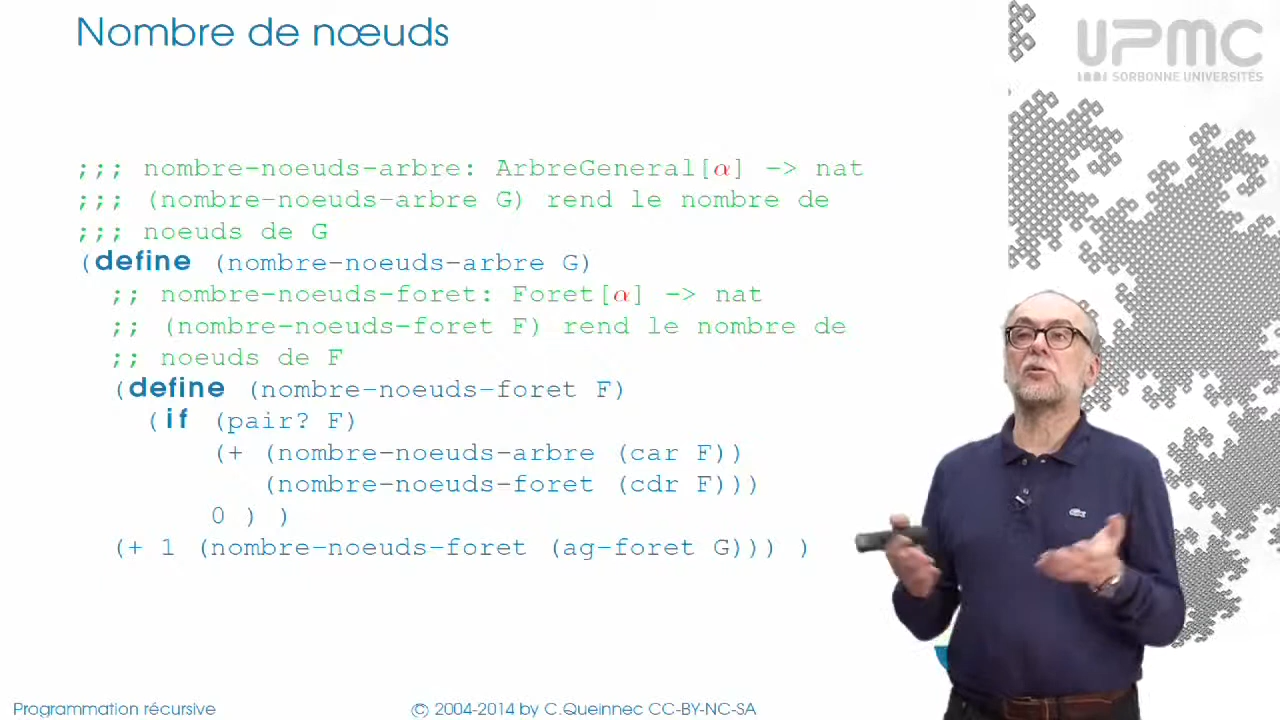 Nombre de nœuds
UPMC
SORBONNE UNIVERSITÉS
;;; nombre-noeuds-arbre: ArbreGeneral[α] -> nat
;;; (nombre-noeuds-arbre G) rend le nombre de
;;; noeuds de G
(define (nombre-noeuds-arbre G)
;; nombre-noeuds-foret: Foret[α] -> nat
;; (nombre-noeuds-foret F) rend le nombre de
;; noeuds de F
(define (nombre-noeuds-foret F)
(if (pair? F)
(+ (nombre-noeuds-arbre (car F))
(nombre-noeuds-foret (cdr F)))
0 ) )
(+ 1 (nombre-noeuds-foret (ag-foret G))) )
Programmation récursive
© 2004-2014 by C.Queinnec CC-BY-NC-SA